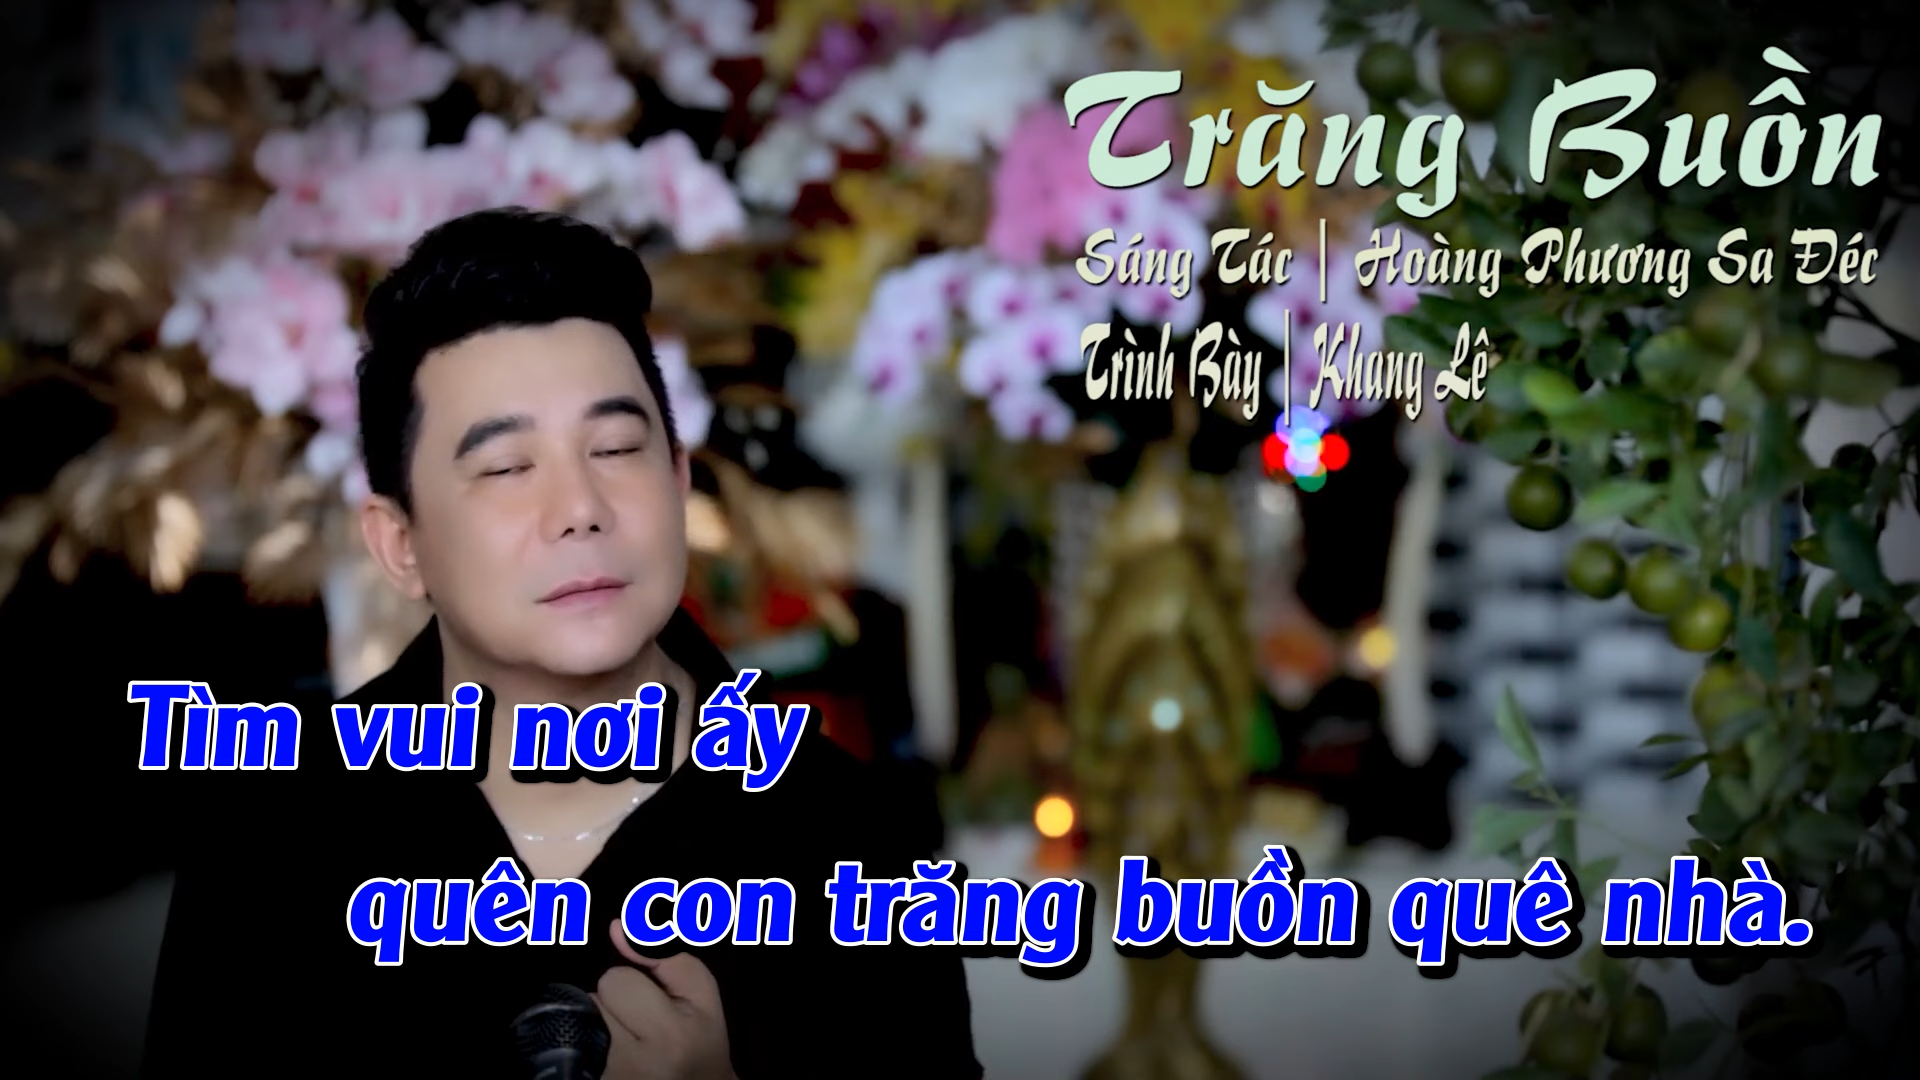 Trăng Buồn
Sáng Tác | Hoàng Phương Sa Đéc
Trình Bày | Khang Lê
Tìm vui nơi ấy
quên con trăng buồn quê nhà.